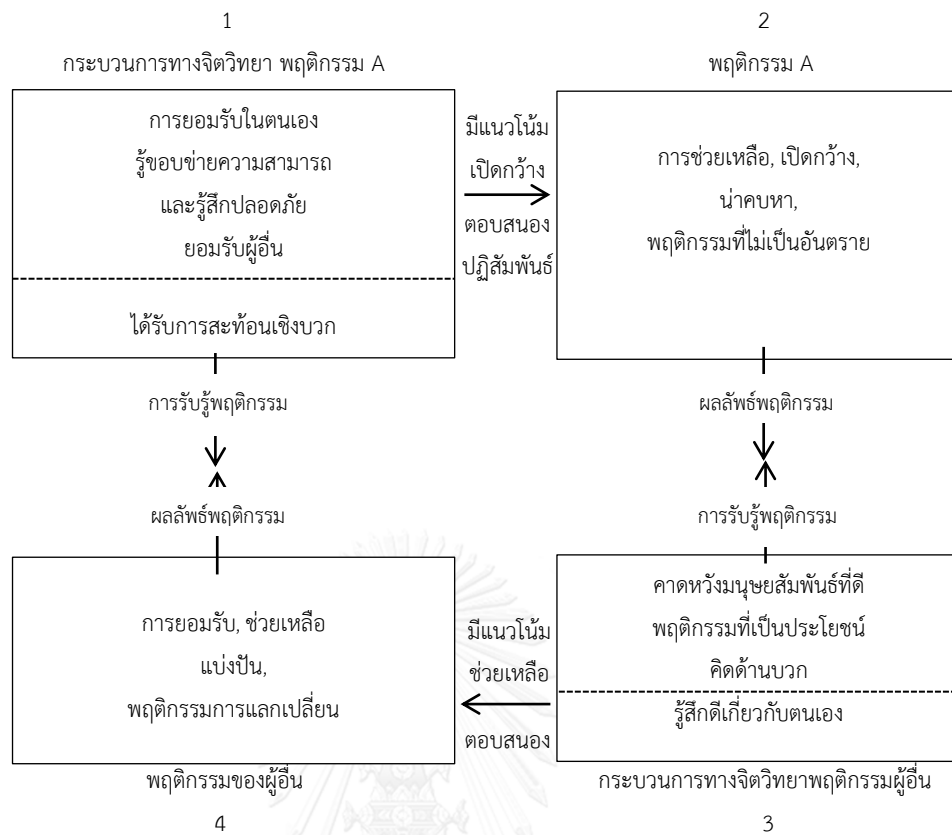 1
กระบวนการทางจิตวิทยา พฤติกรรม A
การยอมรับในตนเอง
รู้ขอบข่ายความสามารถ
และรู้สึกปลอดภัย
ยอมรับผู้อื่น
ได้รับการสะท้อนเชิงบวก
มีแนวโน้ม
เปิดกว้าง
ตอบสนอง
ปฏิสัมพันธ์
2
พฤติกรรม A
การช่วยเหลือ, เปิดกว้าง,
น่าคบหา,
พฤติกรรมที่ไม่เป็นอันตราย
การรับรู้พฤติกรรม
ผลลัพธ์พฤติกรรม
ผลลัพธ์พฤติกรรม
การรับรู้พฤติกรรม
การยอมรับ, ช่วยเหลือ
แบ่งปัน,
พฤติกรรมการแลกเปลี่ยน
มีแนวโน้ม
ช่วยเหลือ
ตอบสนอง
คาดหวังมนุษยสัมพันธ์ที่ดี
พฤติกรรมที่เป็นประโยชน์
คิดด้านบวก
รู้สึกดีเกี่ยวกับตนเอง
พฤติกรรมของผู้อื่น
4
กระบวนการทางจิตวิทยาพฤติกรรมผู้อื่น
3